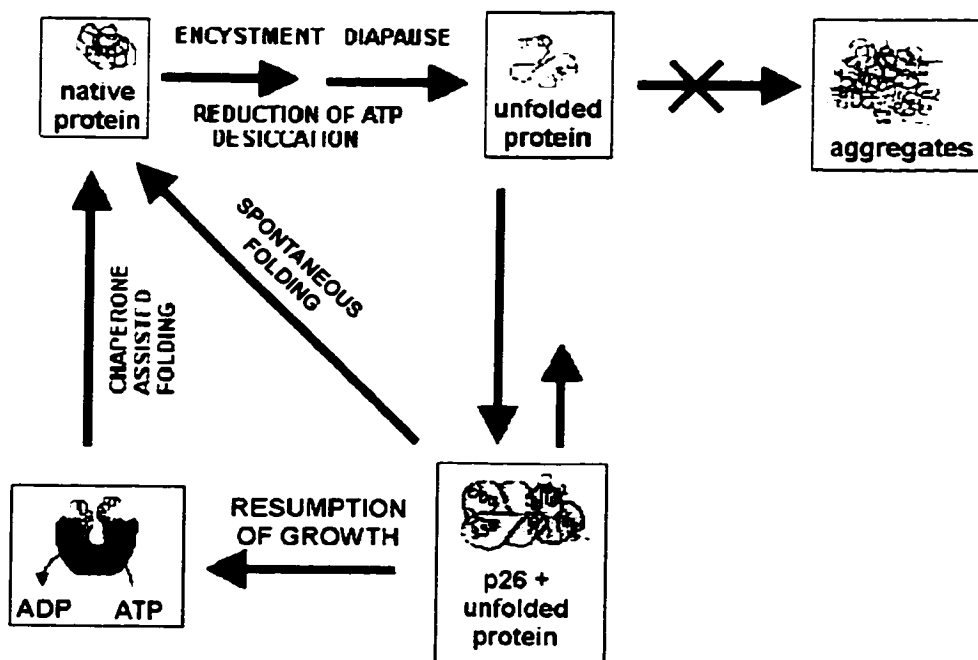 ENCYSTMENT DIAPAUSE
native
protein
REDUCTION OF ATP
DESICCATION
unfolded
protein
aggregates
SPONTANEOUS
FOLDING
CHAPERONE
ASSISTED
FOLDING
RESUMPTION
OF GROWTH
ADP ATP
p26 +
unfolded
protein